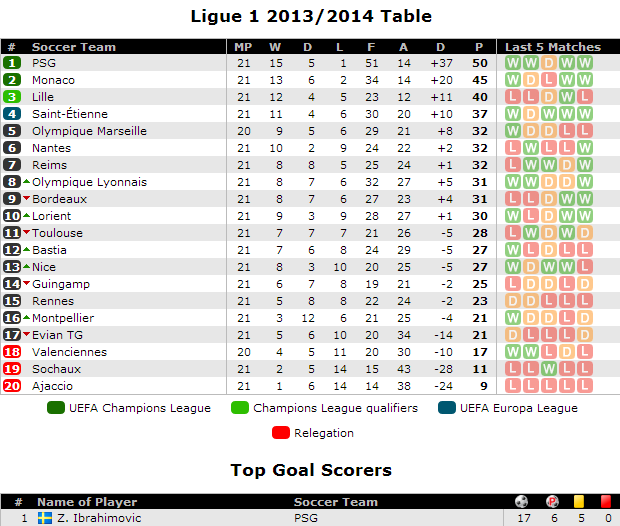 Ligue 1 2013/2014 Table
# Soccer Team MP W D L F A D P Last 5 Matches
1 PSG 21 15 5 1 51 14 +37 50 W W D W W
2 Monaco 21 13 6 2 34 14 +20 45 W D L W W
3 Lille 21 12 4 5 23 12 +11 40 L L D W L
4 Saint-Étienne 21 11 4 6 30 20 +10 37 W D W W W
5 Olympique Marseille 20 9 5 6 29 21 +8 32 W D D L L
6 Nantes 21 10 2 9 24 22 +2 32 L W L L W
7 Reims 21 8 8 5 25 24 +1 32 L W W D W
8 Olympique Lyonnais 21 8 7 6 32 27 +5 31 W W D D W
9 Bordeaux 21 8 7 6 27 23 +4 31 L L D W W
10 Lorient 21 9 3 9 28 27 +1 30 W L D W W
11 Toulouse 21 7 7 7 21 26 -5 28 L W D W D
12 Bastia 21 7 6 8 24 29 -5 27 W L D L L
13 Nice 21 8 3 10 20 25 -5 27 W D W W L
14 Guingamp 21 6 7 8 19 21 -2 25 L D D L D
15 Rennes 21 5 8 8 22 24 -2 23 D D L L L
16 Montpellier 21 3 12 6 21 25 -4 21 W D D L D
17 Evian TG 21 5 6 10 20 34 -14 21 D L L L D
18 Valenciennes 20 4 5 11 20 30 -10 17 W W L D L
19 Sochaux 21 2 5 14 15 43 -28 11 L L W L L
20 Ajaccio 21 1 6 14 14 38 -24 9 L L L L L
UEFA Champions League Champions League qualifiers UEFA Europa League
Relegation
Top Goal Scorers
# Name of Player Soccer Team P
1 Z. Ibrahimovic PSG 17 6 5 0